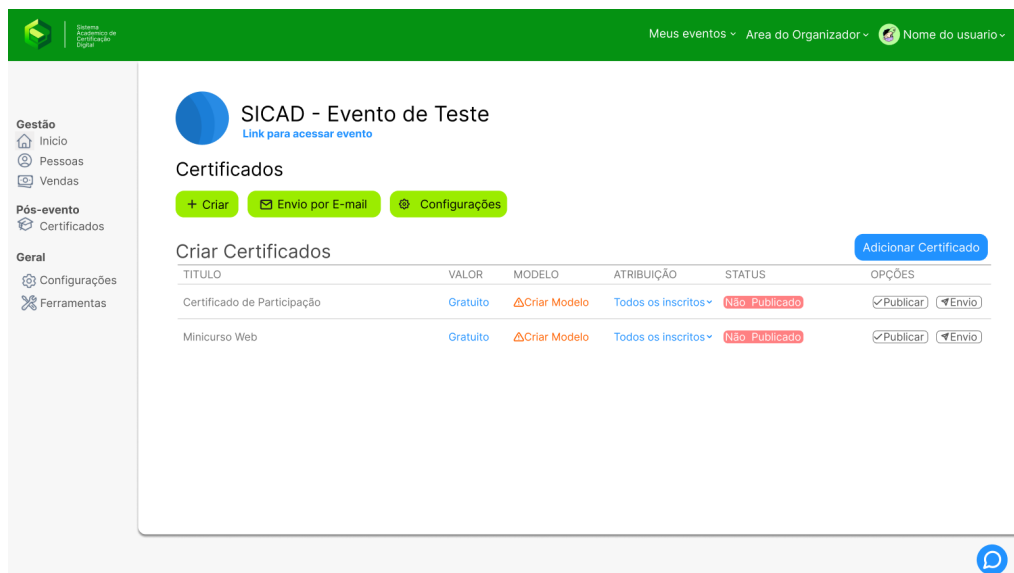 Sistema
Academico de
Certificação
Digital
Meus eventos Area do Organizador Nome do usuario
Gestão
Inicio
Pessoas
Vendas
Pós-evento
Certificados
Geral
Configurações
Ferramentas
SICAD - Evento de Teste
Link para acessar evento
Certificados
+ Criar Envio por E-mail Configurações
Criar Certificados Adicionar Certificado
TITULO VALOR MODELO ATRIBUIÇÃO STATUS OPÇÕES
Certificado de Participação Gratuito Criar Modelo Todos os inscritos Não Publicado Publicar Envio
Minicurso Web Gratuito Criar Modelo Todos os inscritos Não Publicado Publicar Envio